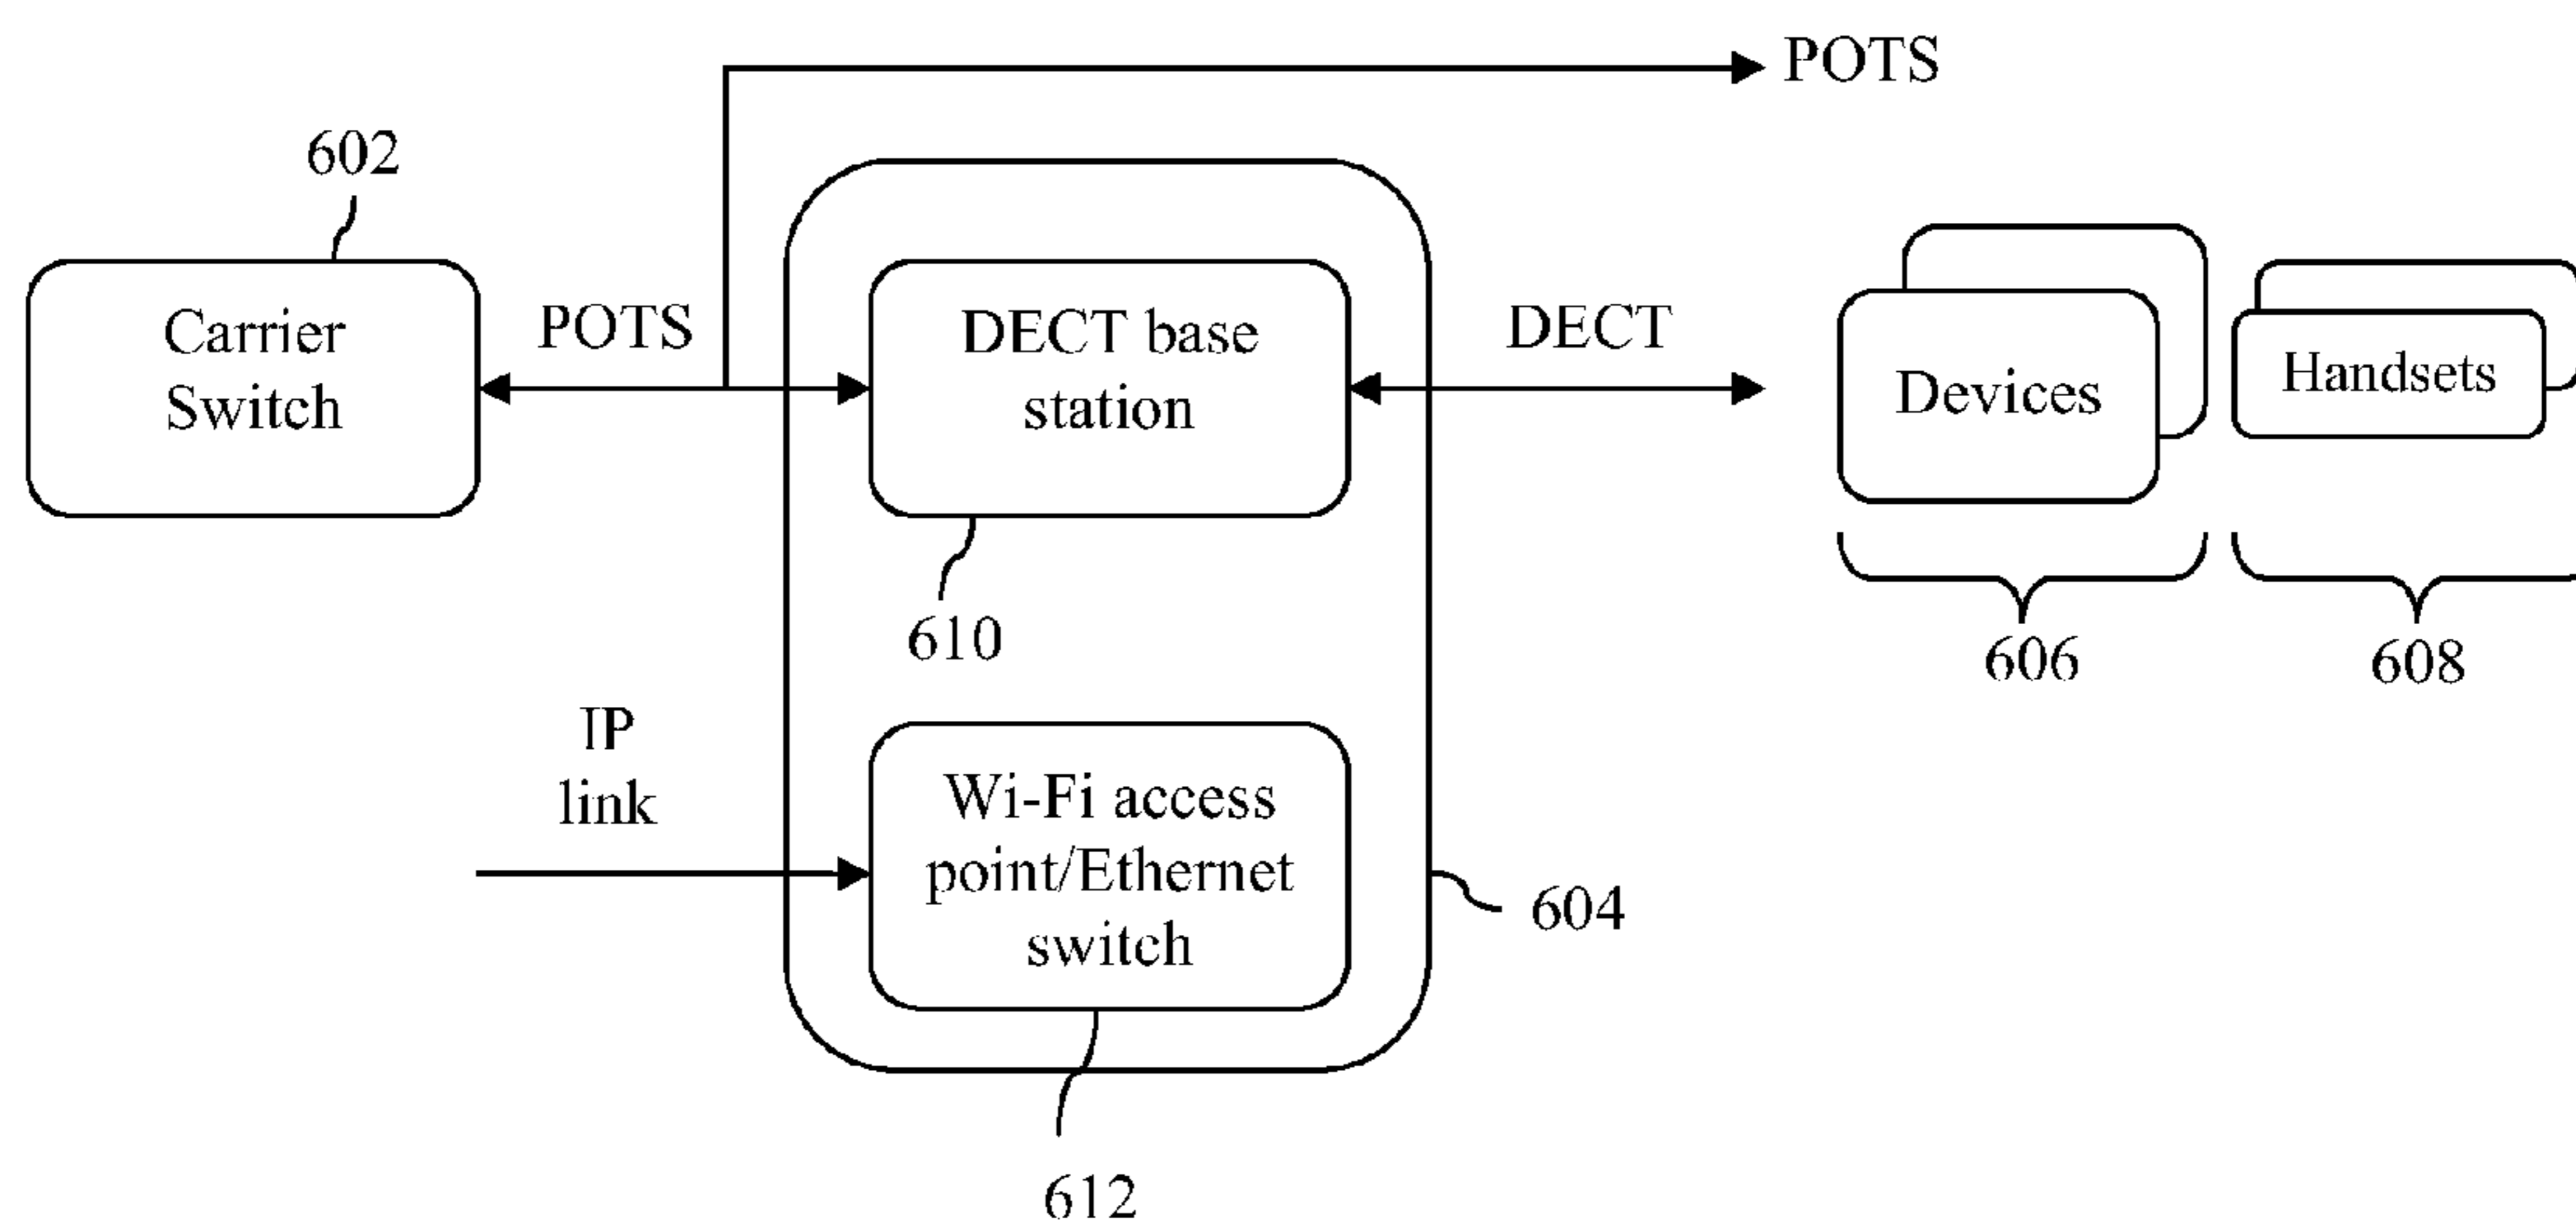 POTS
602
Carrier
Switch
POTS
DECT base
station
DECT
Devices
Handsets
610
606
608
IP
link
Wi-Fi access
point/Ethernet
switch
604
612